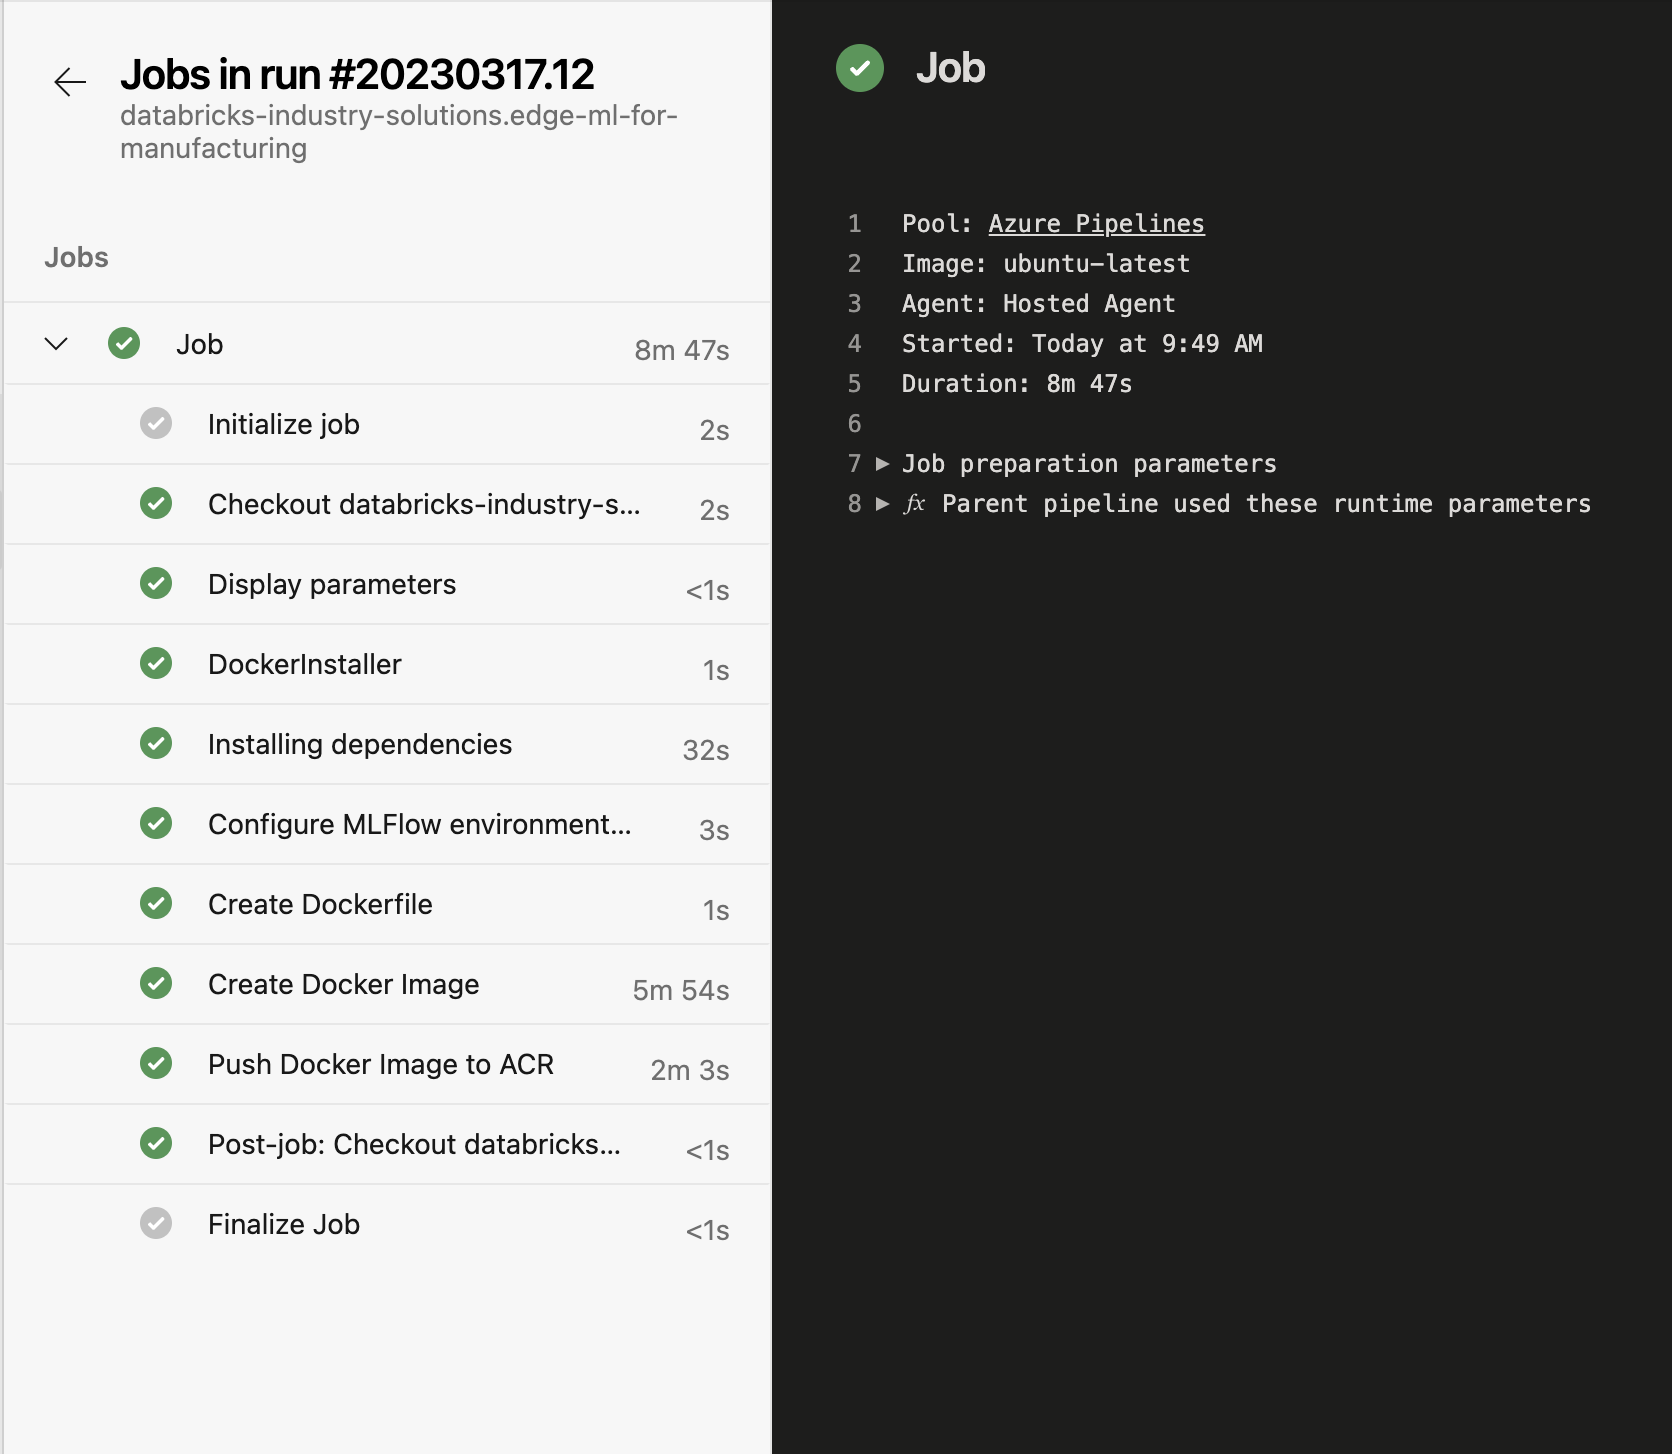 Jobs in run #20230317.12
databricks-industry-solutions.edge-ml-for-
manufacturing
Jobs
Job 8m 47s
Initialize job 2s
Checkout databricks-industry-s... 2s
Display parameters <1s
DockerInstaller 1s
Installing dependencies 32s
Configure MLFlow environment... 3s
Create Dockerfile 1s
Create Docker Image 5m 54s
Push Docker Image to ACR 2m 3s
Post-job: Checkout databricks... <1s
Finalize Job <1s
Job
1 Pool: Azure Pipelines
2 Image: ubuntu-latest
3 Agent: Hosted Agent
4 Started: Today at 9:49 AM
5 Duration: 8m 47s
6
7 ▶ Job preparation parameters
8 ▶ fx Parent pipeline used these runtime parameters